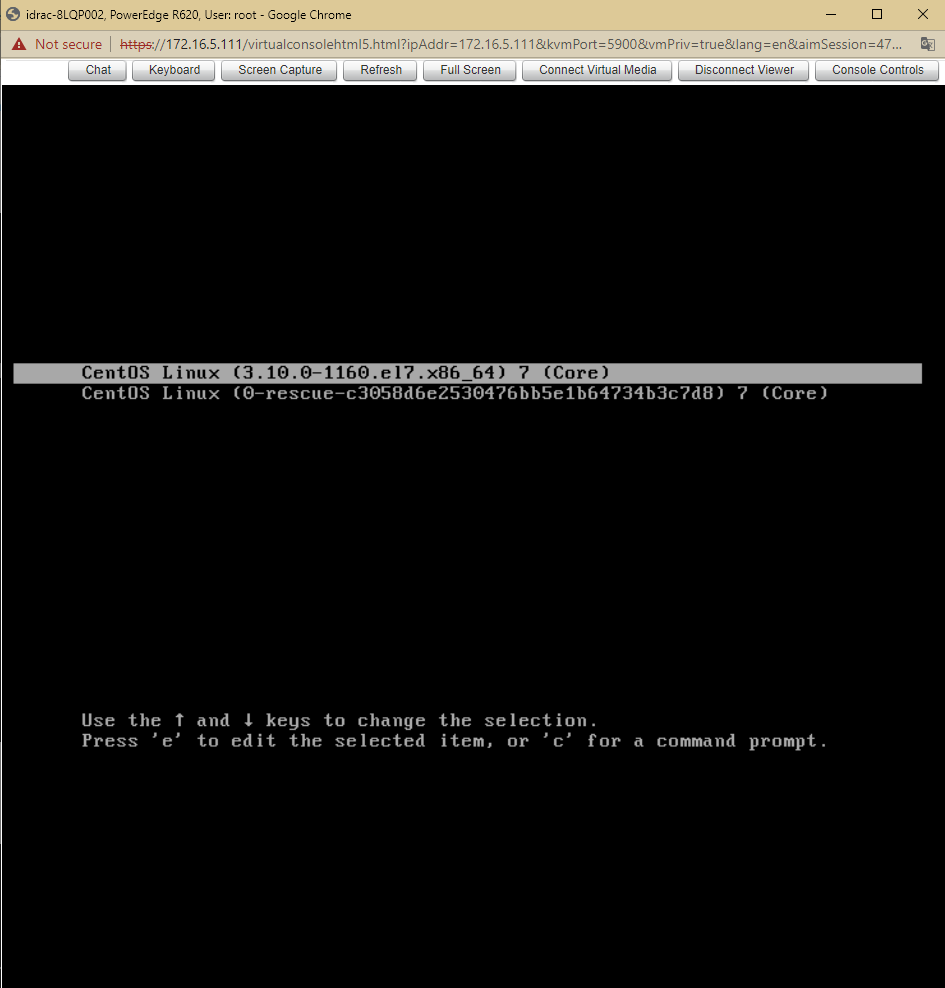 idrac-8LQP002, PowerEdge R620, User: root - Google Chrome
Not secure | https://172.16.5.111/virtualconsolehtml5.html?ipAddr=172.16.5.111&kvmPort=5900&vmPriv=true&lang=en&aimSession=47...
Chat Keyboard Screen Capture Refresh Full Screen Connect Virtual Media Disconnect Viewer Console Controls
CentOS Linux (3.10.0-1160.el7.x86_64) 7 (Core)
CentOS Linux (0-rescue-c3058d6e2530476bb5e1b64734b3c7d8) 7 (Core)
Use the ↑ and ↓ keys to change the selection.
Press 'e' to edit the selected item, or 'c' for a command prompt.